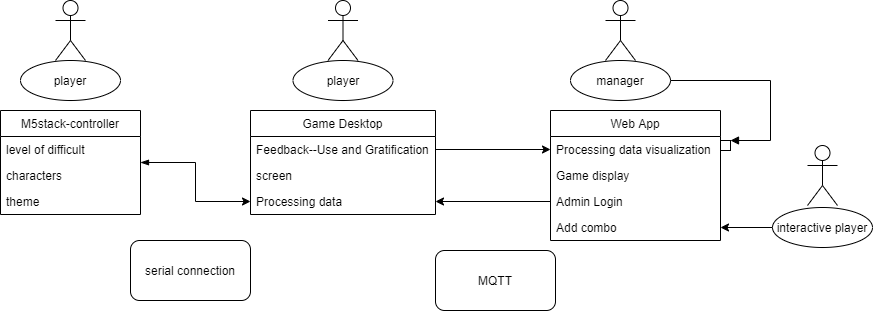 player
player
manager
M5stack-controller
level of difficult
characters
theme
Game Desktop
Feedback--Use and Gratification
screen
Processing data
Web App
Processing data visualization
Game display
Admin Login
Add combo
interactive player
serial connection
MQTT